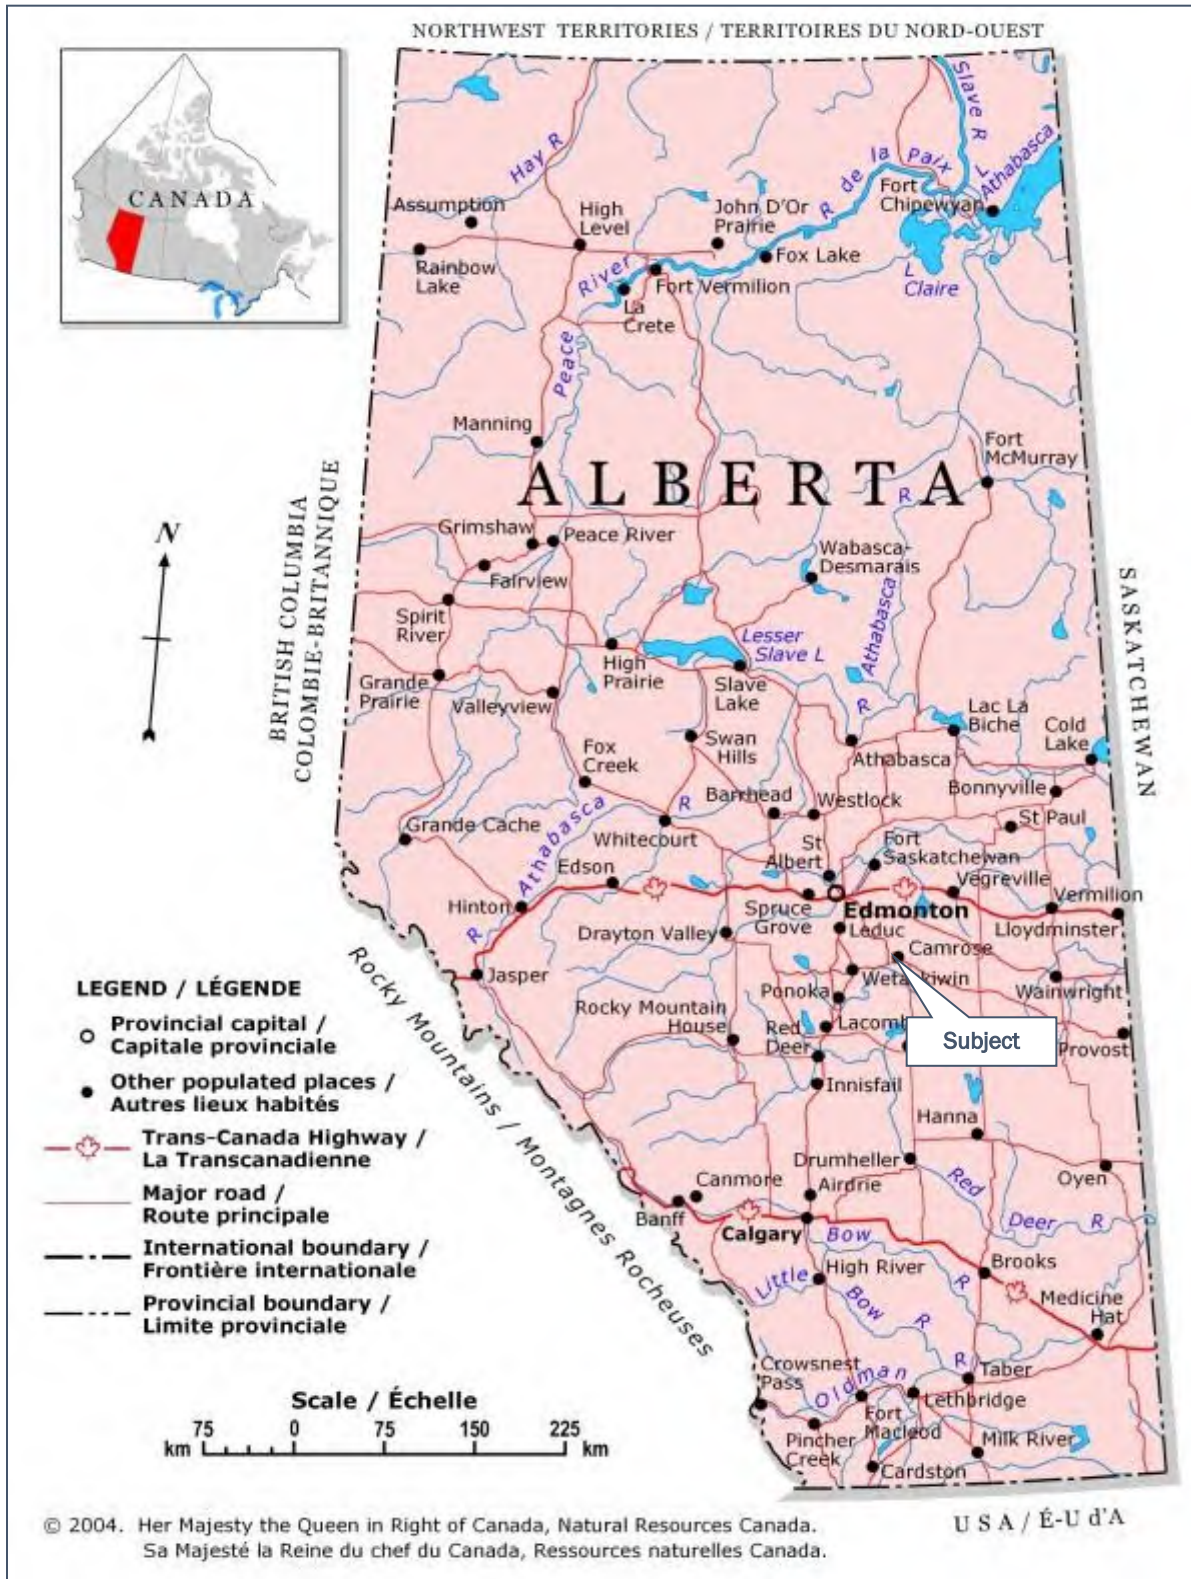 NORTHWEST TERRITORIES / TERRITOIRES DU NORD-OUEST
CANADA
Slave R
Hay R
L Athabasca
River de la Paix
Fort
Chipewyan
Assumption
High
Level
John D'Or
Prairie
Rainbow
Lake
Fox Lake
R
L
Claire
River
Fort Vermilion
La
Crete
Peace
Manning
Fort
McMurray
ALBERTA
R
BRITISH COLUMBIA
COLOMBIE-BRITANNIQUE
N
Grimshaw
Peace River
Fairview
Wabasca-
Desmarais
SASKATCHEWAN
Spirit
River
Lesser
Slave L
Athabasca
High
Prairie
Grande
Prairie
Valleyview
Slave
Lake
R
Lac La
Biche
Cold
Lake
Fox
Creek
Swan
Hills
Athabasca
Bonnyville
Barrhead
Westlock
R
St Paul
Grande Cache
Athabasca
Whitecourt
St
Albert
Fort
Saskatchewan
Edson
Vegreville
Vermilion
Hinton
Spruce
Grove
Edmonton
Lloydminster
R
Drayton Valley
Leduc
Camrose
Jasper
Wetaskiwin
Wainwright
Ponoka
Rocky Mountain
House
Red
Deer
Lacomb
Subject
Provost
Innisfail
Hanna
Drumheller
Oyen
Red
Deer R
Canmore
Airdrie
Banff
Calgary
Bow
R
Brooks
High River
Little
Bow
R
Medicine
Hat
Rocky Mountains / Montagnes Rocheuses
Crowsnest
Pass
Oldman
R
Taber
Lethbridge
Fort
Macleod
Pincher
Creek
Milk River
Cardston
USA / É-U d'A
LEGEND / LÉGENDE
Provincial capital /
Capitale provinciale
Other populated places /
Autres lieux habités
Trans-Canada Highway /
La Transcanadienne
Major road /
Route principale
International boundary /
Frontière internationale
Provincial boundary /
Limite provinciale
Scale / Échelle
75 0 75 150 225
km km
© 2004. Her Majesty the Queen in Right of Canada, Natural Resources Canada.
Sa Majesté la Reine du chef du Canada, Ressources naturelles Canada.